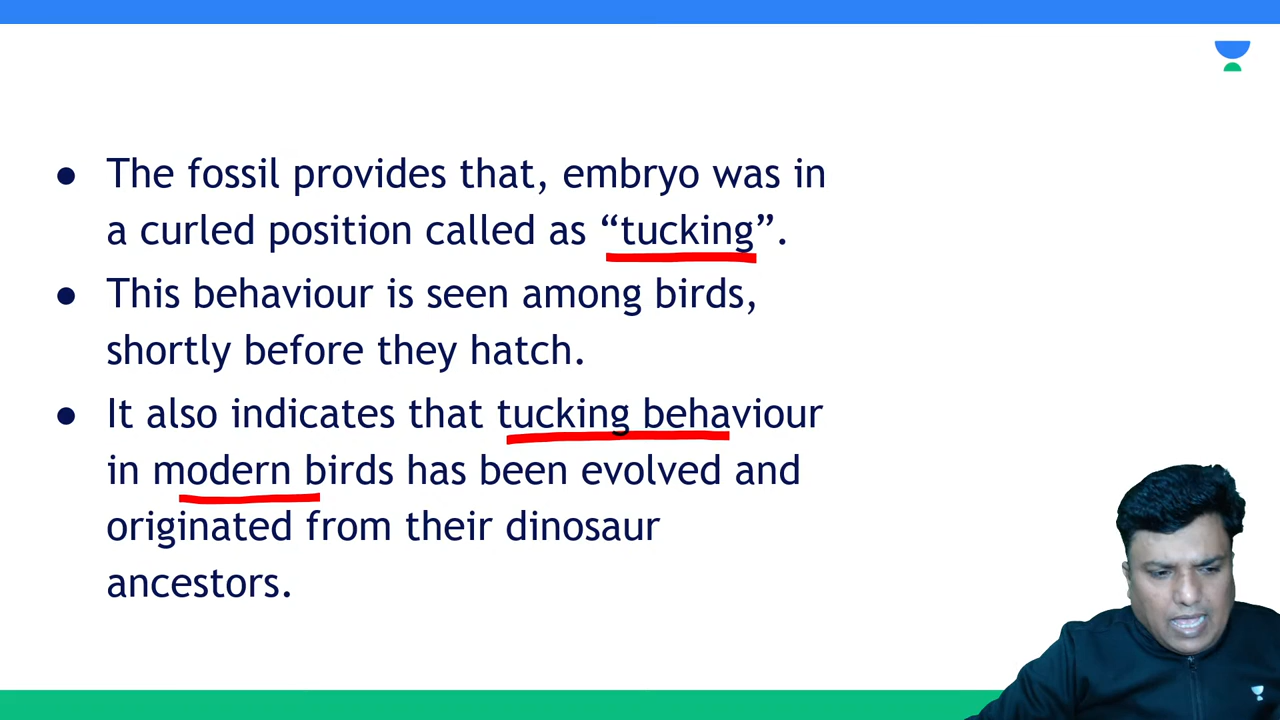 ● The fossil provides that, embryo was in
a curled position called as “tucking”.
● This behaviour is seen among birds,
shortly before they hatch.
● It also indicates that tucking behaviour
in modern birds has been evolved and
originated from their dinosaur
ancestors.